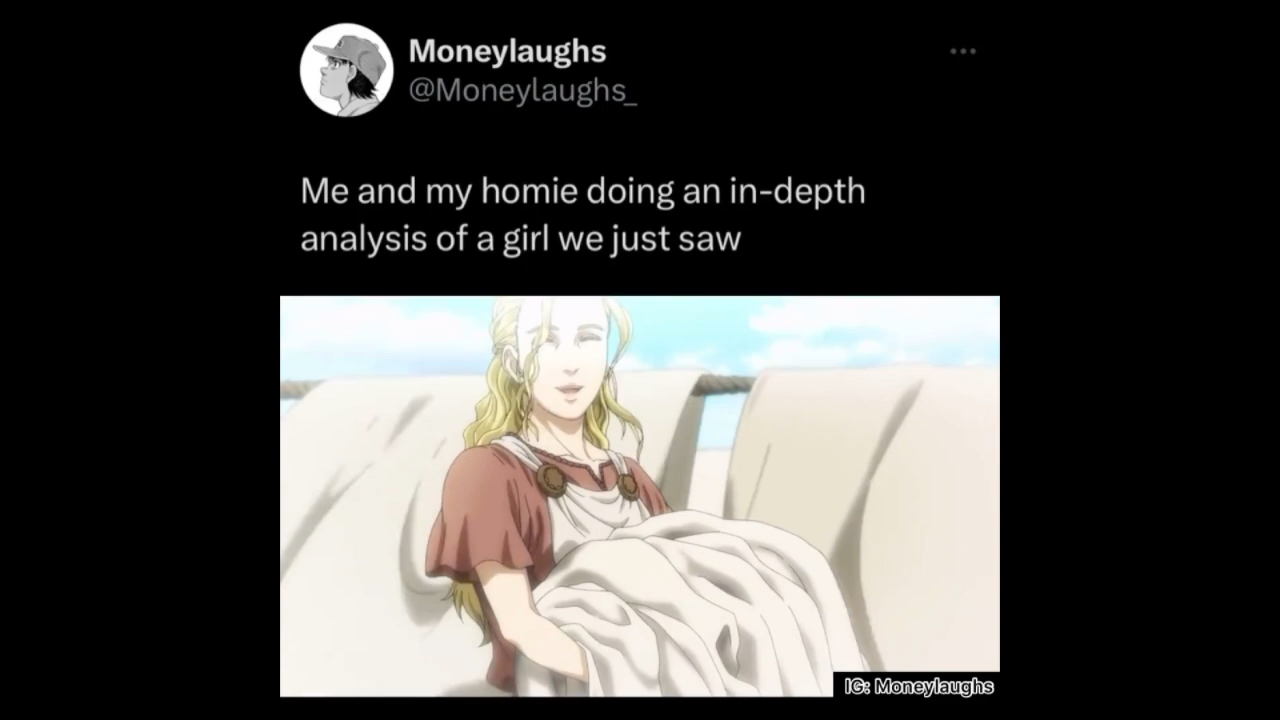 Moneylaughs
@Moneylaughs_
Me and my homie doing an in-depth
analysis of a girl we just saw
IG: Moneylaughs